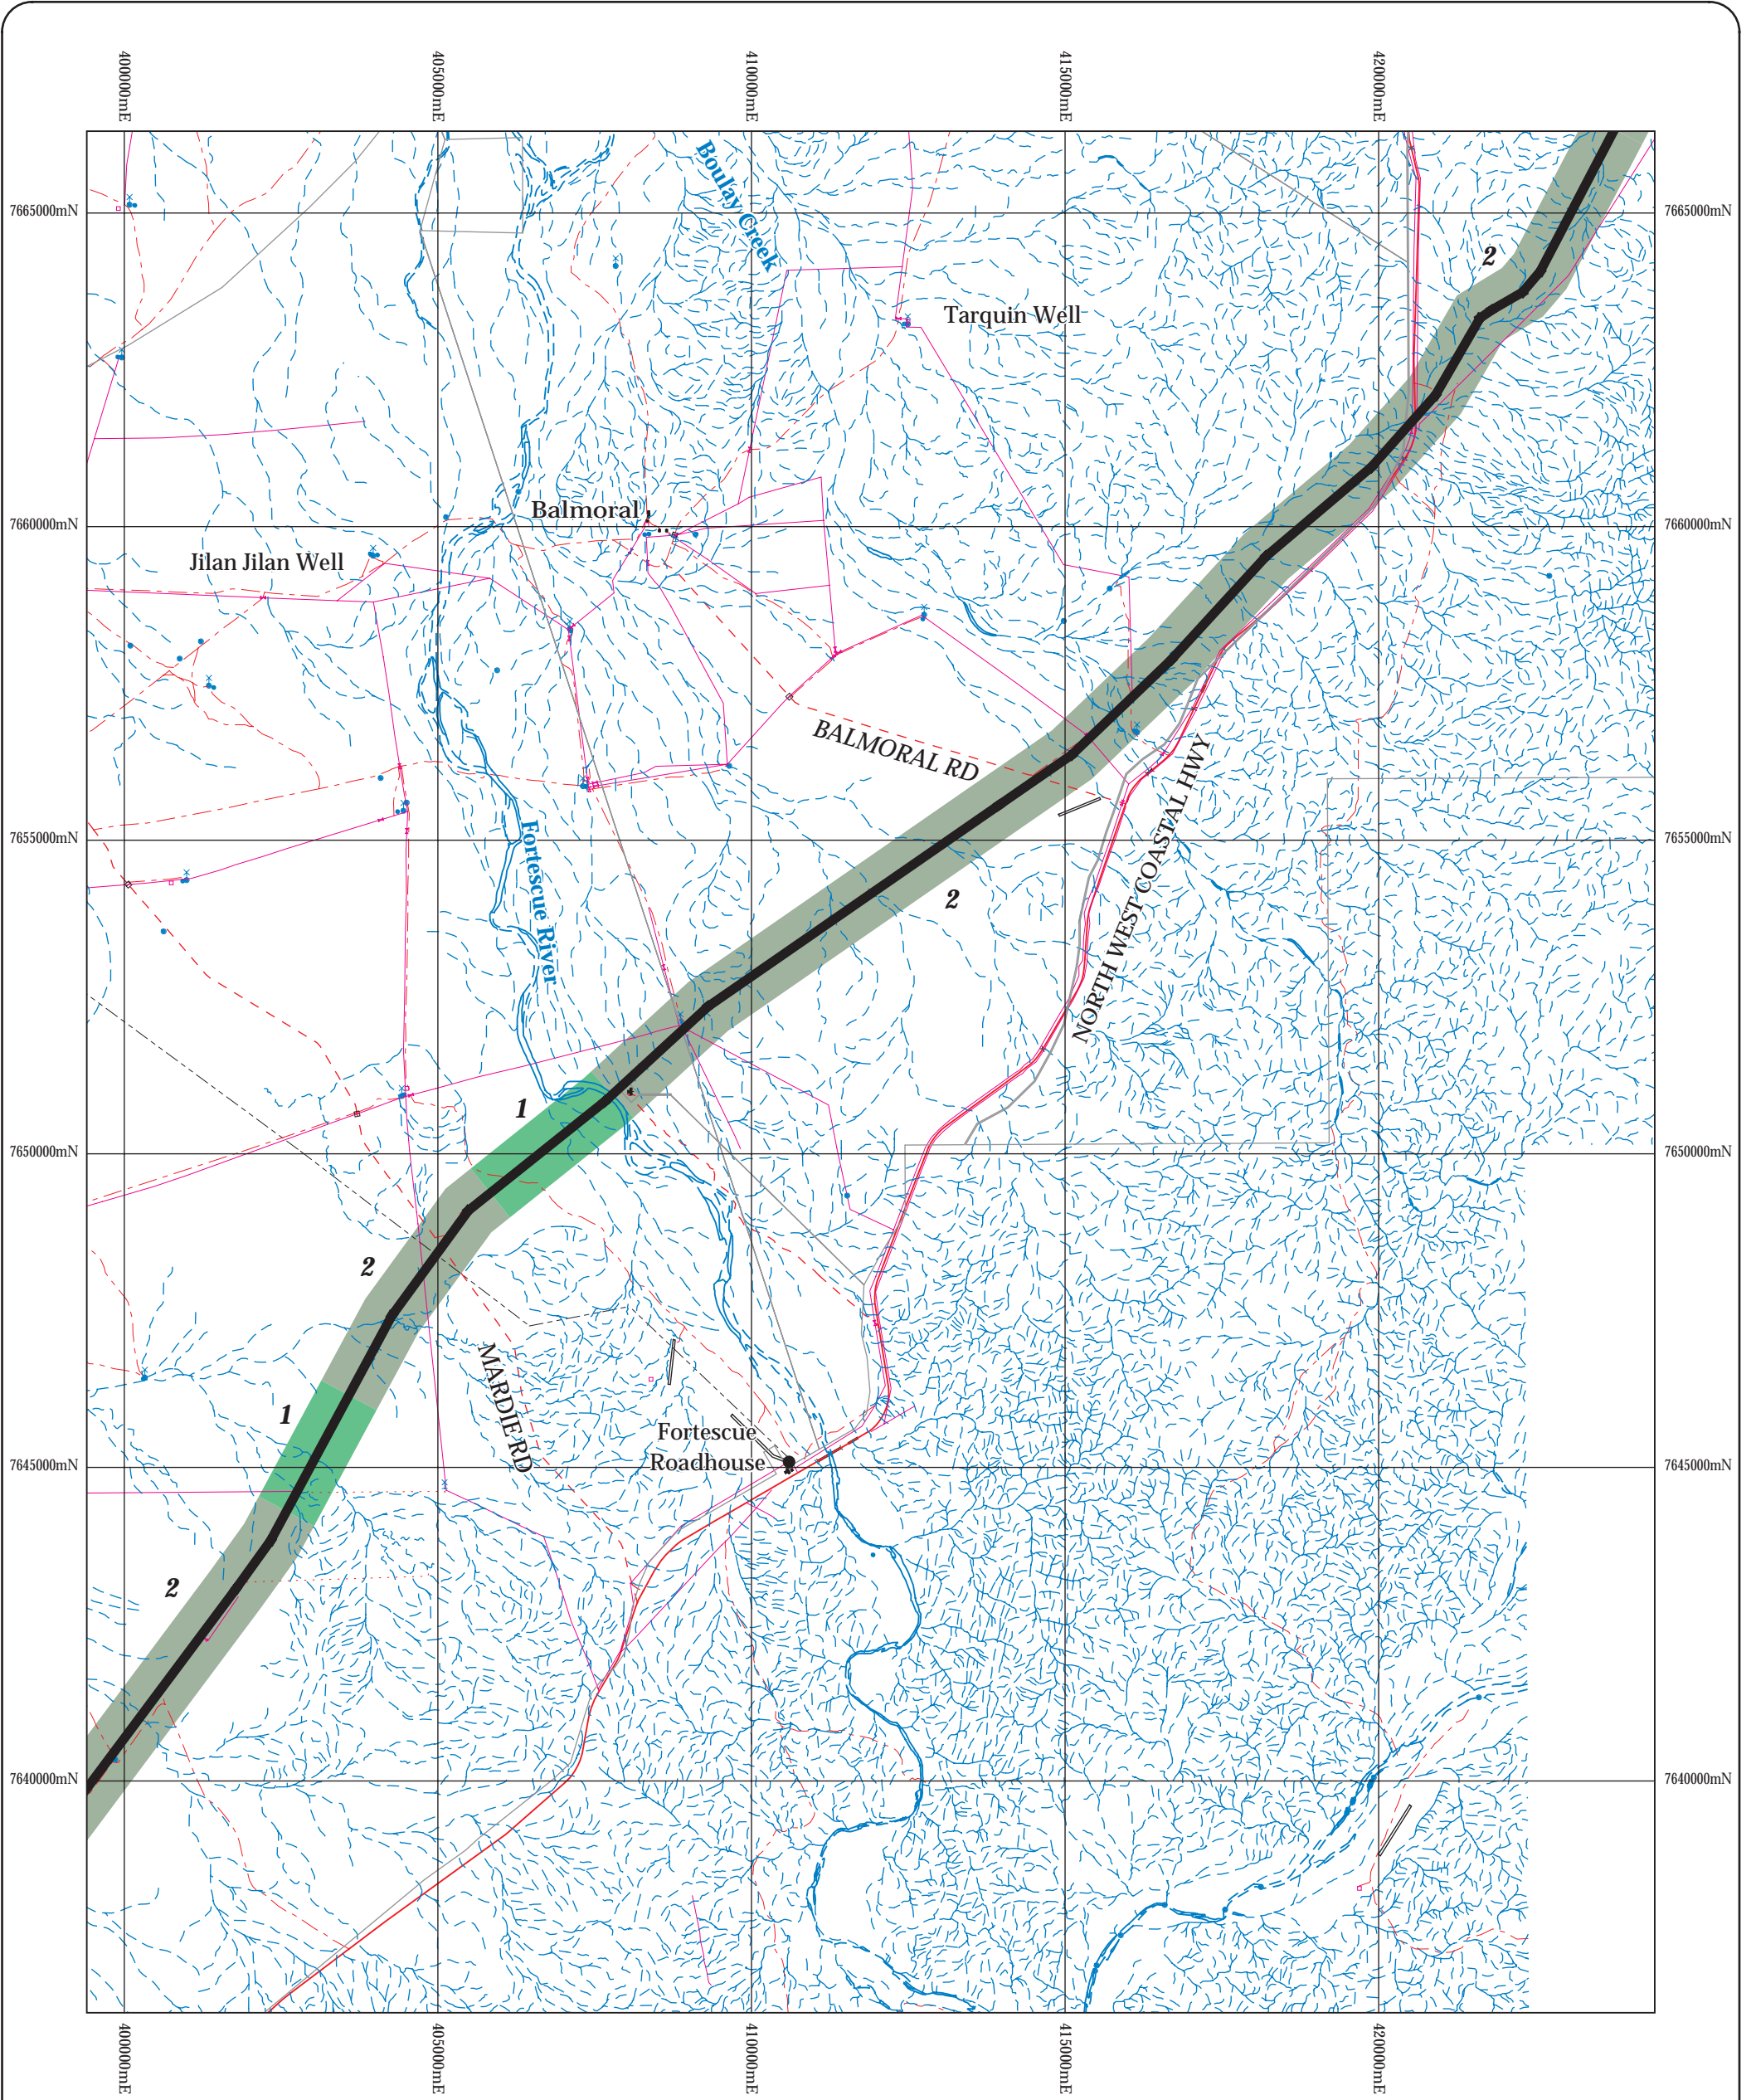 400000mE
405000mE
410000mE
415000mE
420000mE
Boulay Creek
7665000mN
7665000mN
2
Tarquin Well
Balmoral
7660000mN
7660000mN
Jilan Jilan Well
BALMORAL RD
NORTH WEST COASTAL HWY
Fortescue River
7655000mN
7655000mN
2
1
7650000mN
7650000mN
2
MARDIE RD
1
Fortescue
Roadhouse
7645000mN
7645000mN
2
7640000mN
7640000mN
400000mE
405000mE
410000mE
415000mE
420000mE